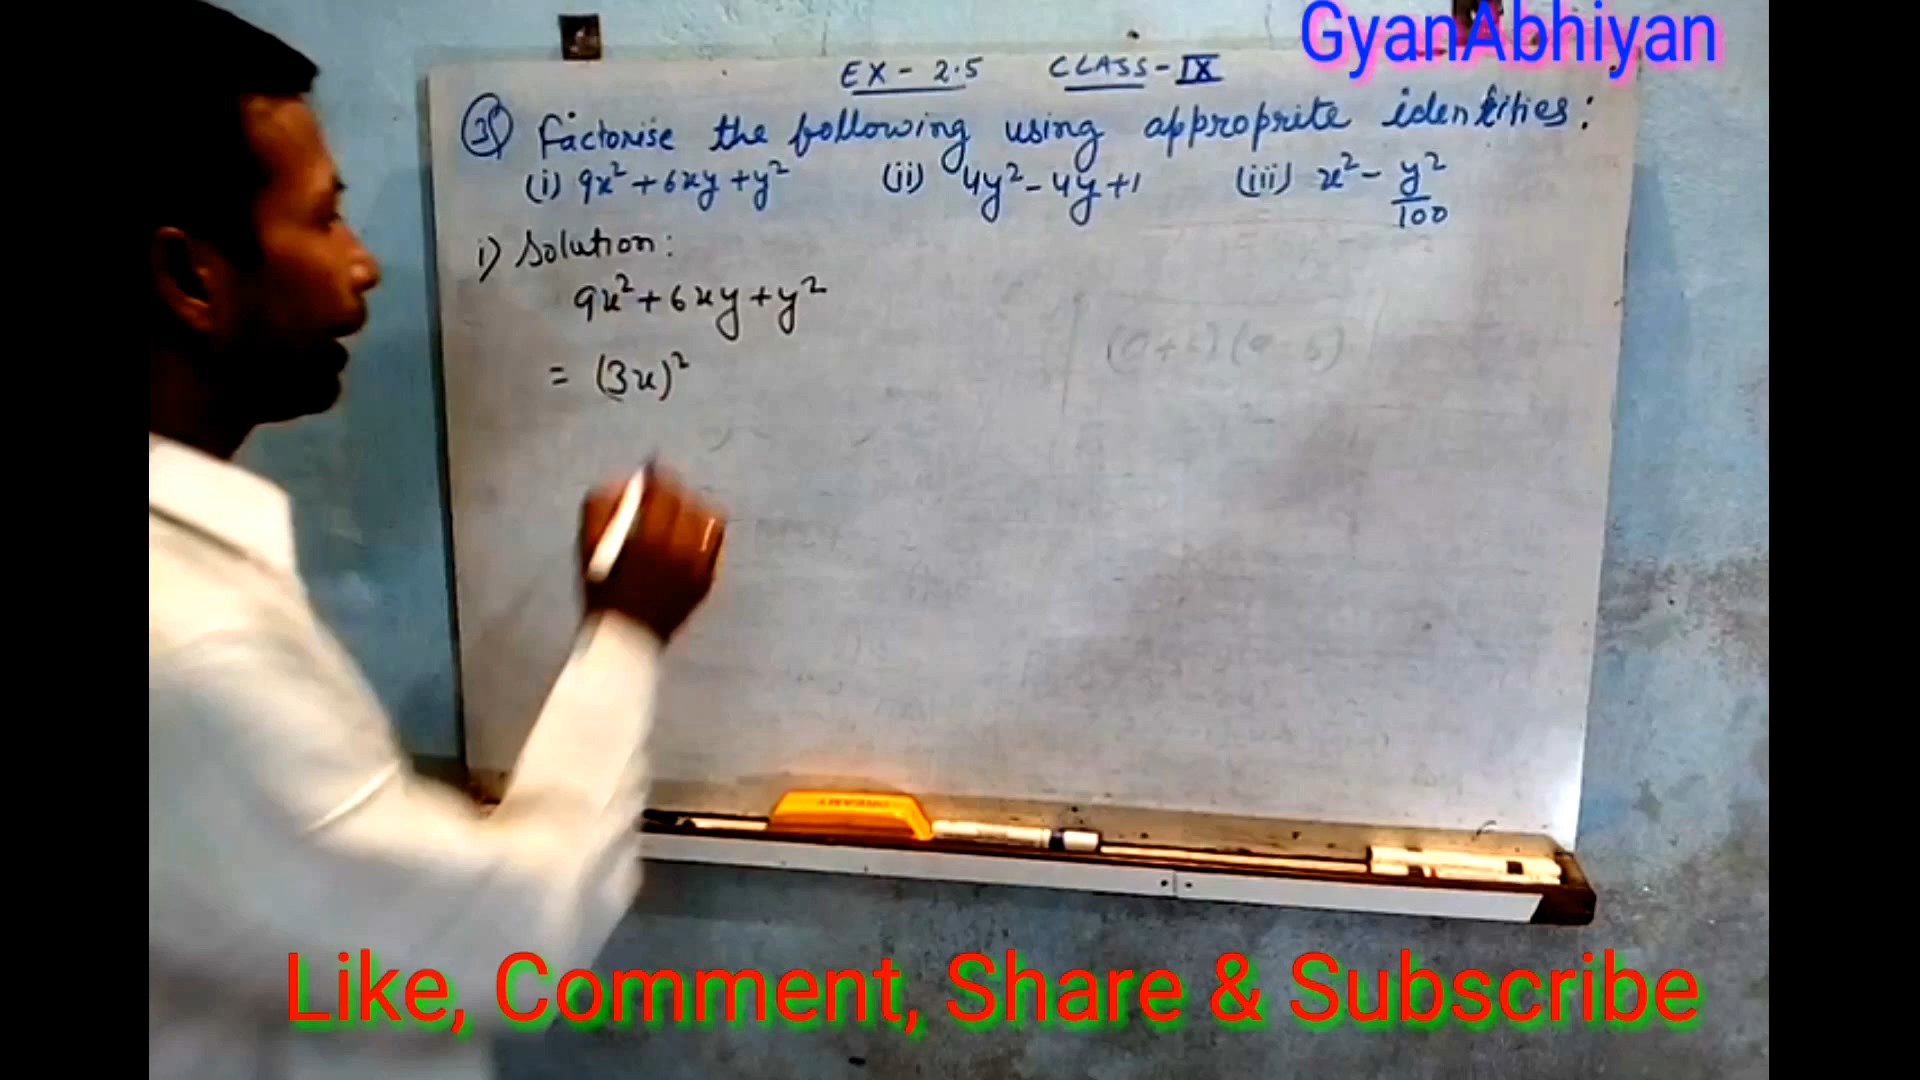 GyanAbhiyan
EX - 2.5 CLASS - IX
3) Factorise the following using approprite identities:
(i) 9x² + 6xy + y² (ii) 4y² - 4y + 1 (iii) x² - y²/100
i) Solution:
9x² + 6xy + y²
= (3x)²
Like, Comment, Share & Subscribe